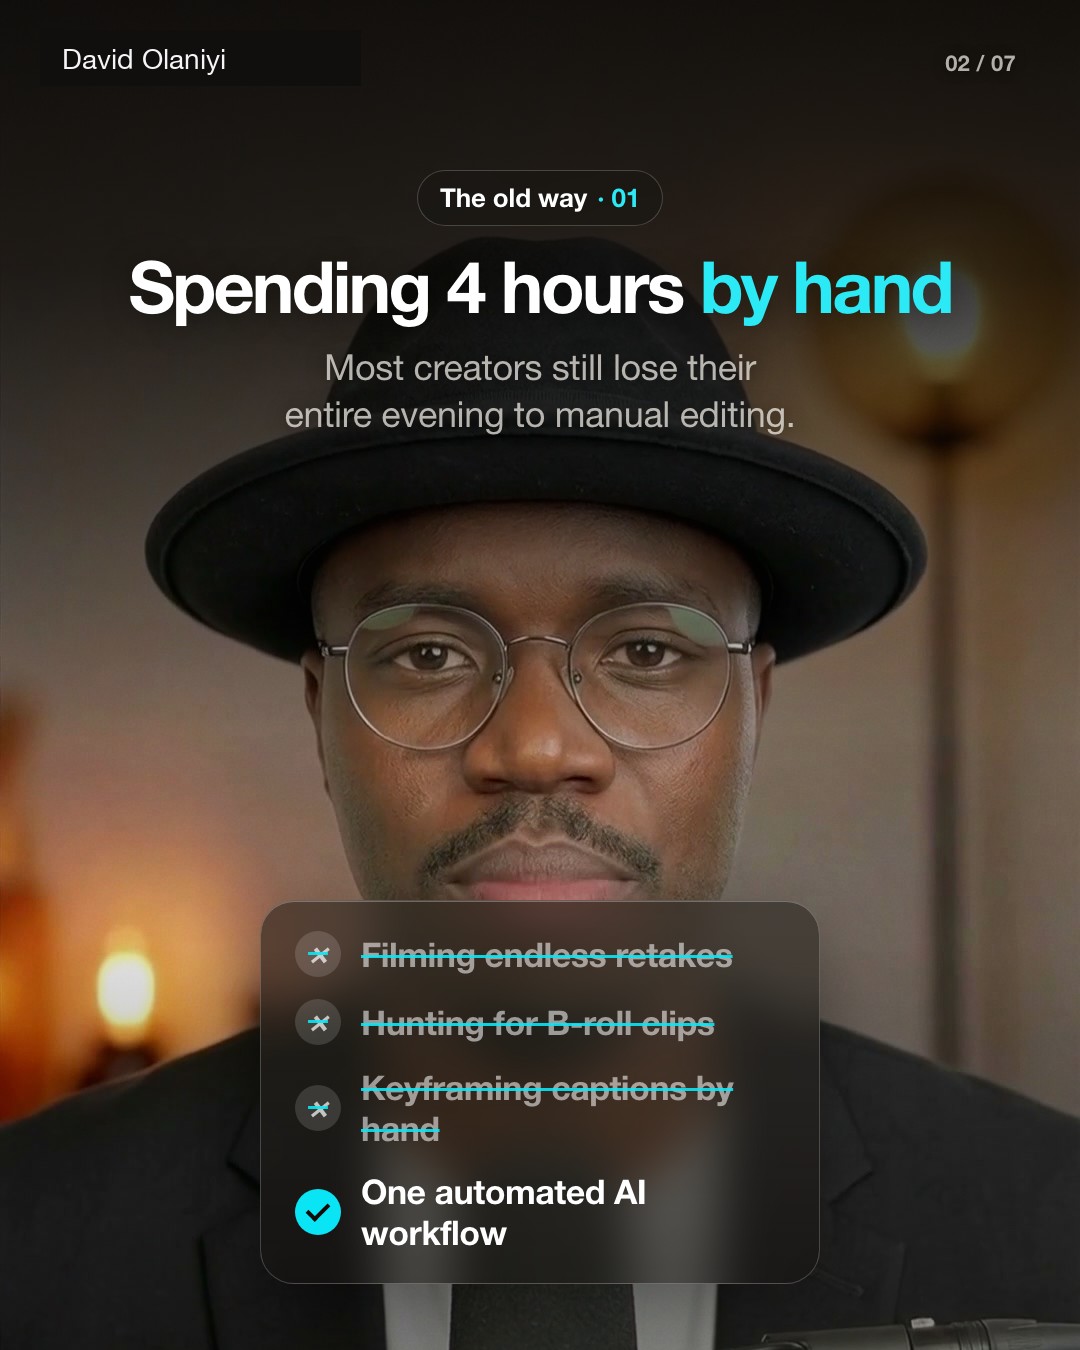 David Olaniyi
02 / 07
The old way · 01
Spending 4 hours by hand
Most creators still lose their
entire evening to manual editing.
Filming endless retakes
Hunting for B-roll clips
Keyframing captions by
hand
One automated AI
workflow